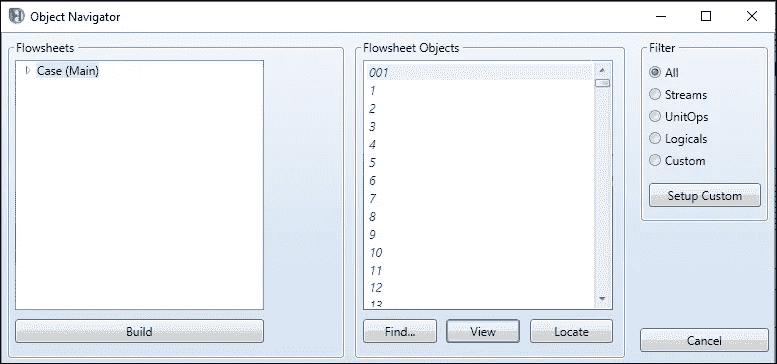 Object Navigator
Flowsheets
Case (Main)
Build
Flowsheet Objects
001
1
2
3
4
5
6
7
8
9
10
11
12
13
Find...
View
Locate
Filter
All
Streams
UnitOps
Logicals
Custom
Setup Custom
Cancel